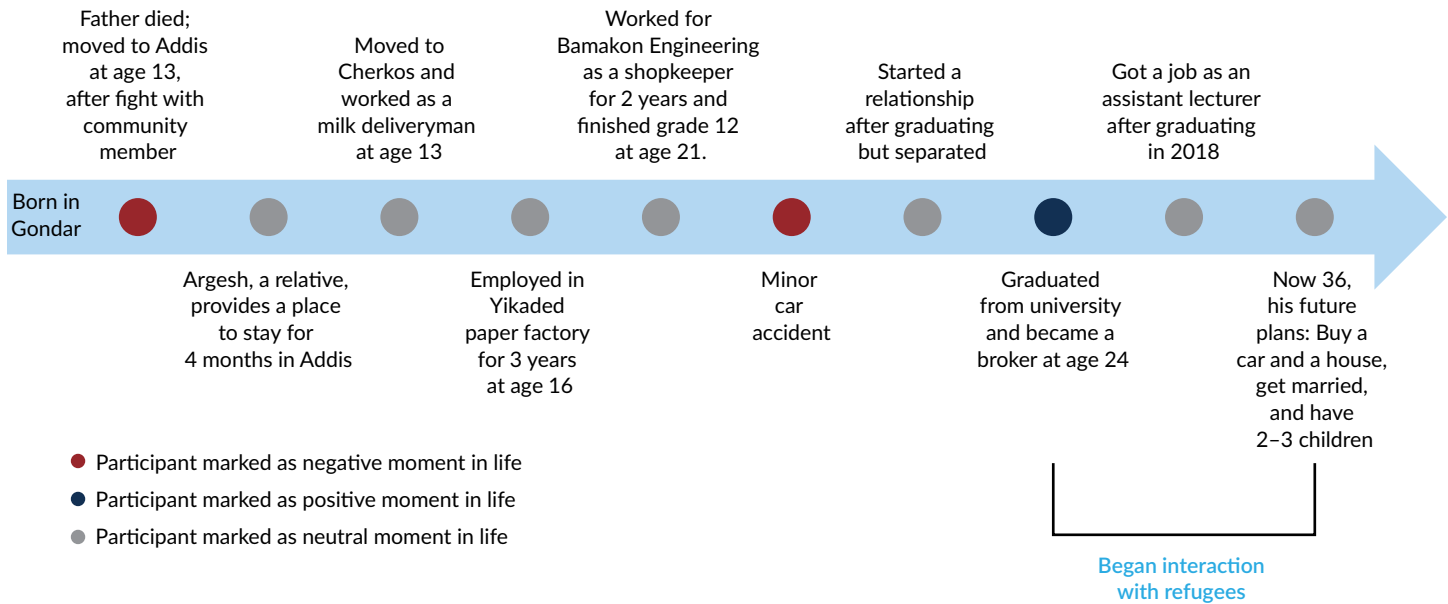 Father died;
moved to Addis
at age 13,
after fight with
community
member
Moved to
Cherkos and
worked as a
milk deliveryman
at age 13
Worked for
Bamakon Engineering
as a shopkeeper
for 2 years and
finished grade 12
at age 21.
Started a
relationship
after graduating
but separated
Got a job as an
assistant lecturer
after graduating
in 2018
Born in
Gondar
Argesh, a relative,
provides a place
to stay for
4 months in Addis
Employed in
Yikaded
paper factory
for 3 years
at age 16
Minor
car
accident
Graduated
from university
and became a
broker at age 24
Now 36,
his future
plans: Buy a
car and a house,
get married,
and have
2–3 children
Participant marked as negative moment in life
Participant marked as positive moment in life
Participant marked as neutral moment in life
Began interaction
with refugees